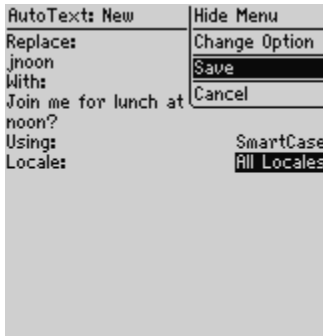 AutoText: New
Hide Menu
Change Option
Save
Cancel
Replace:
jnoon
With:
Join me for lunch at
noon?
Using: SmartCase
Locale: All Locales